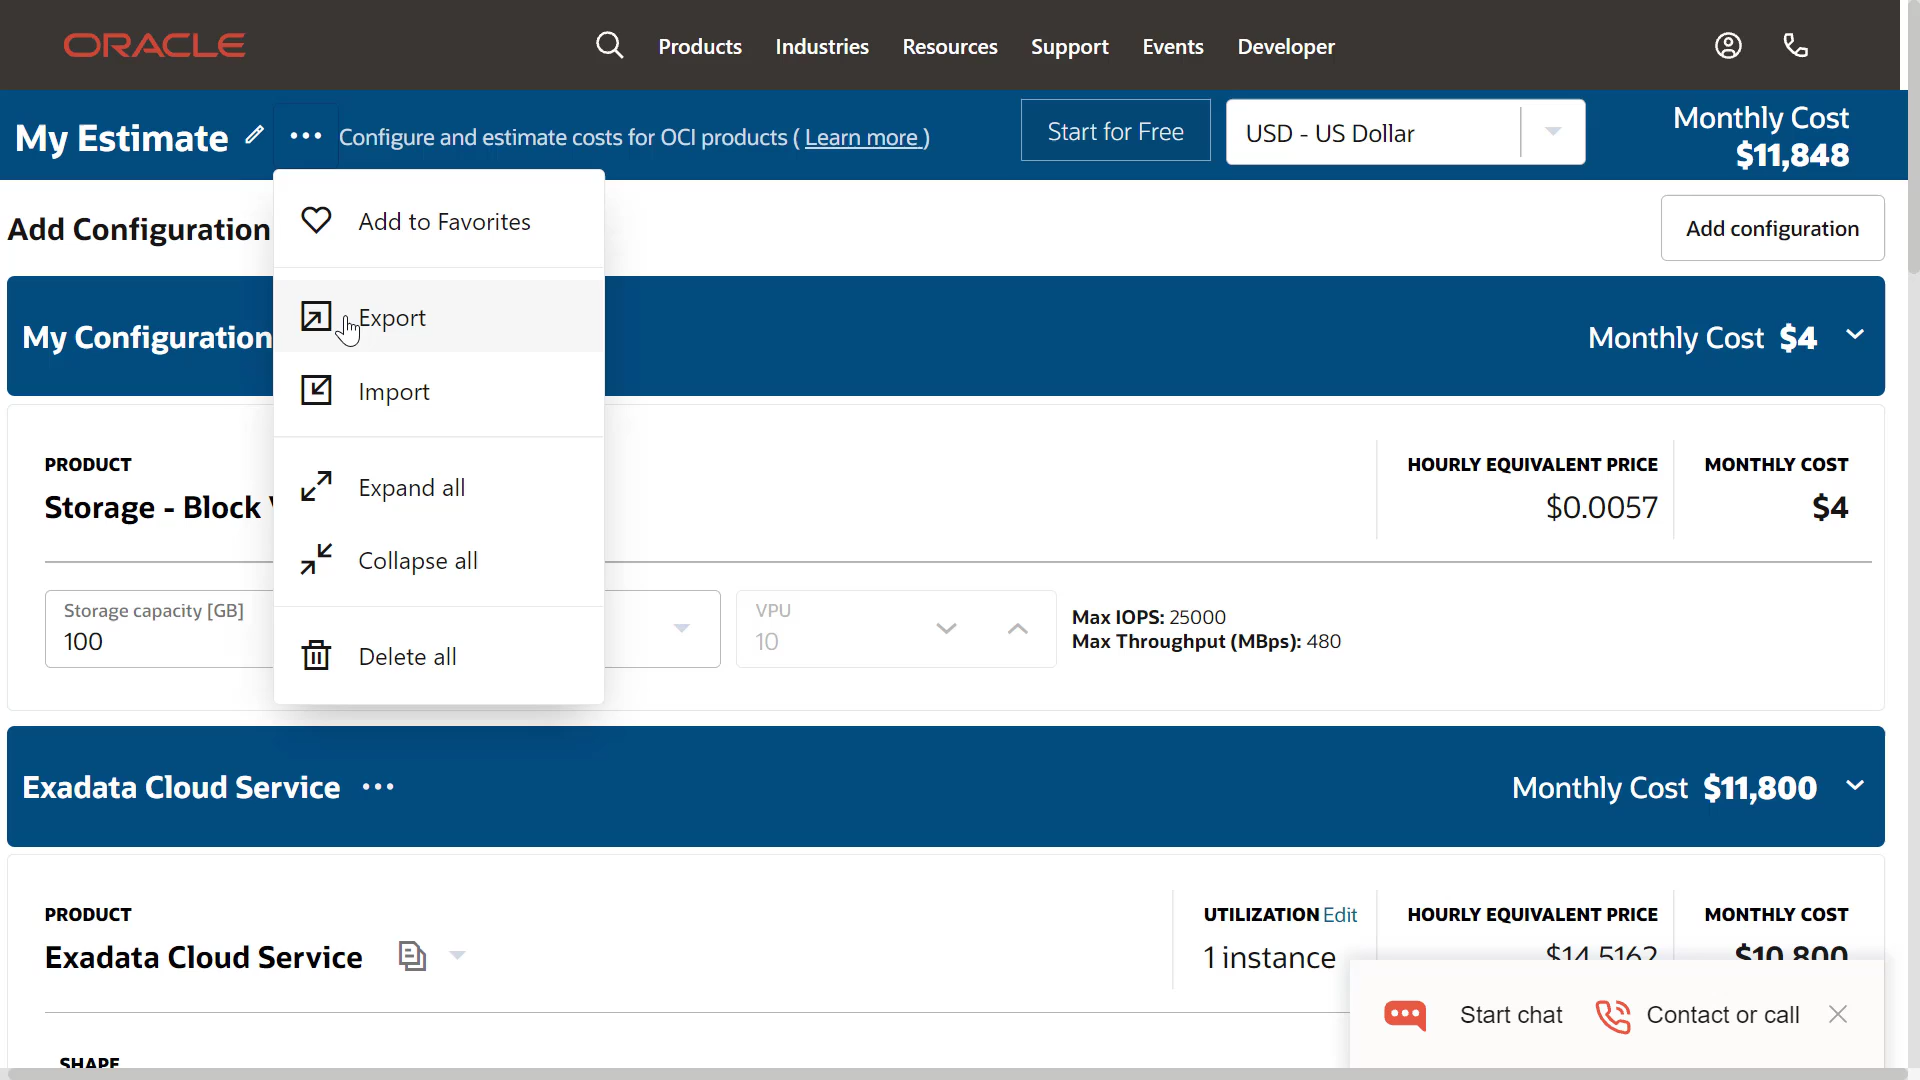 ORACLE
Products Industries Resources Support Events Developer
My Estimate
Configure and estimate costs for OCI products ( Learn more )
Start for Free
USD - US Dollar
Monthly Cost
$11,848
Add Configuration
Add configuration
Add to Favorites
Export
Import
Expand all
Collapse all
Delete all
My Configuration
Monthly Cost $4
PRODUCT
Storage - Block
HOURLY EQUIVALENT PRICE
$0.0057
MONTHLY COST
$4
Storage capacity [GB]
100
VPU
10
Max IOPS: 25000
Max Throughput (MBps): 480
Exadata Cloud Service
Monthly Cost $11,800
PRODUCT
Exadata Cloud Service
UTILIZATION Edit
1 instance
HOURLY EQUIVALENT PRICE
$14.5162
MONTHLY COST
$10,800
SHAPE
Start chat
Contact or call